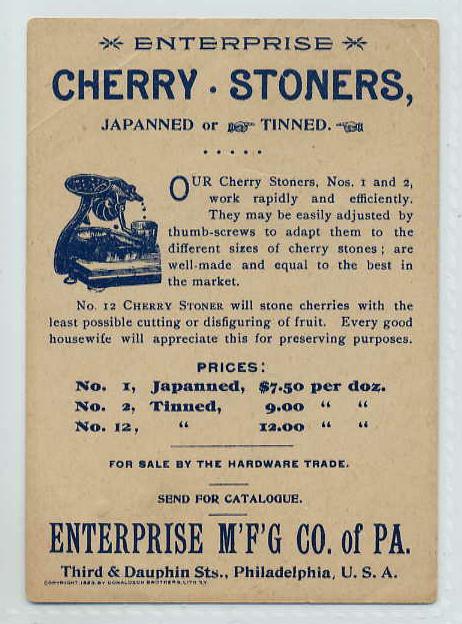 ENTERPRISE
CHERRY · STONERS,
JAPANNED or TINNED.
. . . . .
OUR Cherry Stoners, Nos. 1 and 2,
work rapidly and efficiently.
They may be easily adjusted by
thumb-screws to adapt them to the
different sizes of cherry stones; are
well-made and equal to the best in
the market.
No. 12 CHERRY STONER will stone cherries with the
least possible cutting or disfiguring of fruit. Every good
housewife will appreciate this for preserving purposes.
PRICES:
No. 1, Japanned, $7.50 per doz.
No. 2, Tinned, 9.00 “ “
No. 12, “ 12.00 “ “
FOR SALE BY THE HARDWARE TRADE.
SEND FOR CATALOGUE.
ENTERPRISE M'F'G CO. of PA.
Third & Dauphin Sts., Philadelphia, U. S. A.
COPYRIGHT BY DONALDSON BROTHERS, LITH. N.Y.